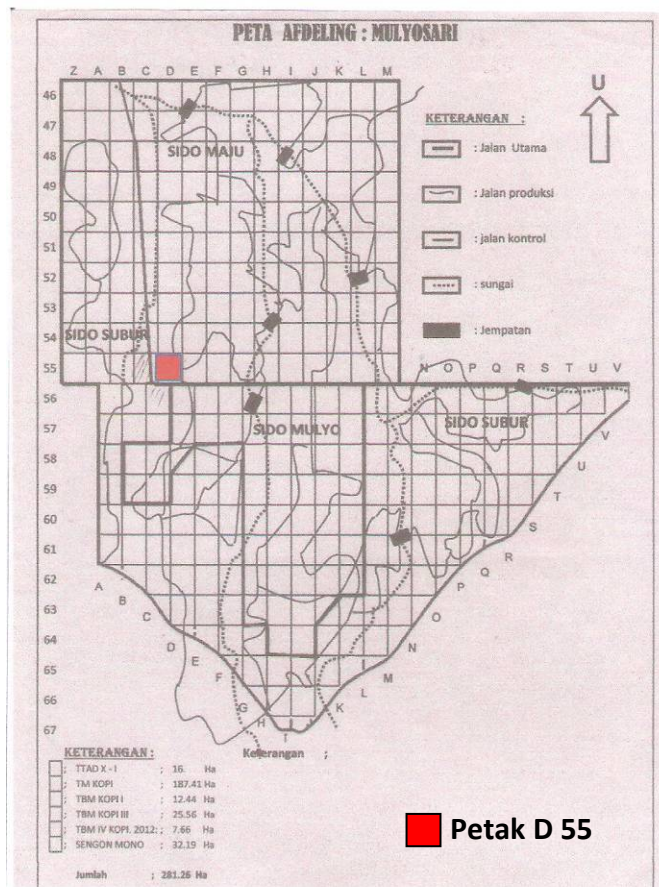 PETA AFDELING : MULYOSARI
Z A B C D E F G H I J K L M
46
47
48
49
50
51
52
53
54
55
56
57
58
59
60
61
62
63
64
65
66
67
SIDO MAJU
SIDO SUBUR
SIDO MULYO
SIDO SUBUR
U
KETERANGAN :
: Jalan Utama
: Jalan produksi
: jalan kontrol
: sungai
: Jempatan
N O P Q R S T U V
V
U
T
S
R
Q
P
O
N
M
L
K
I
H
G
F
E
D
C
B
A
KETERANGAN :
; TTAD X - I ; 16. Ha
; TM KOPI ; 187.41 Ha
; TBM KOPI I ; 12.44 Ha
; TBM KOPI III ; 25.56 Ha
; TBM IV KOPI. 2012: ; 7.66 Ha
; SENGON MONO ; 32.19 Ha
Jumlah ; 281.26 Ha
Keterangan ;
Petak D 55